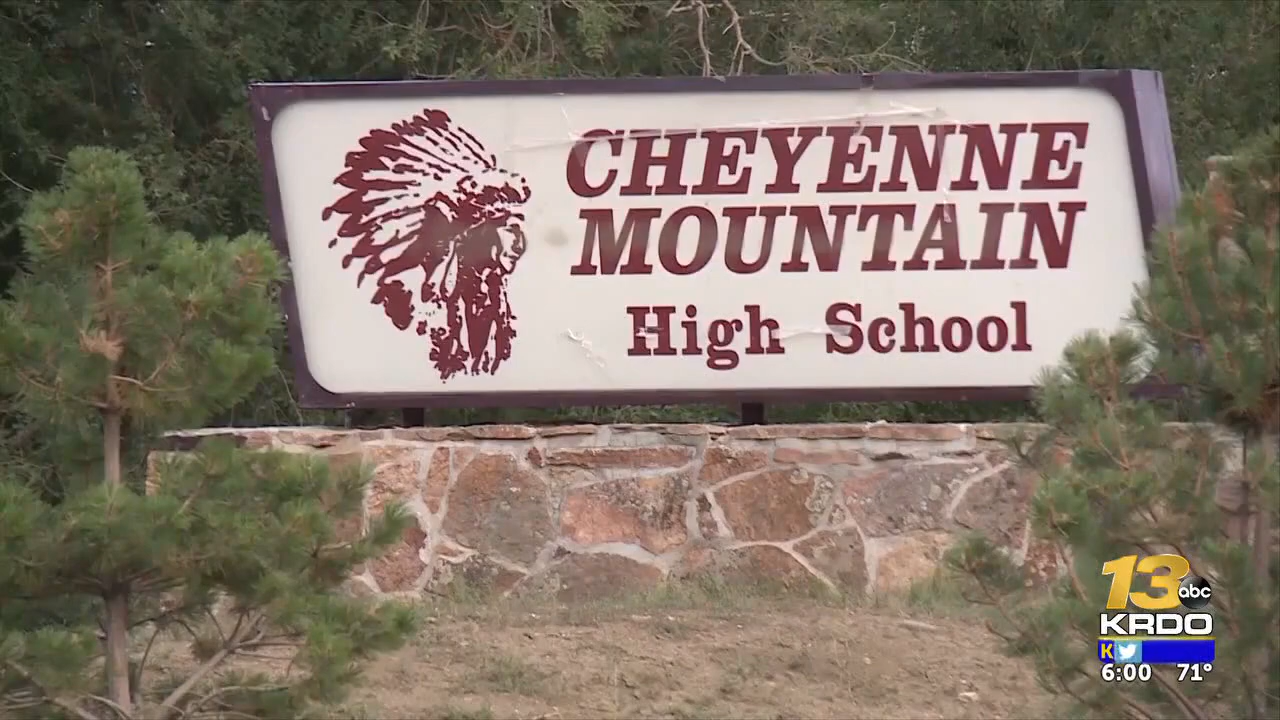 CHEYENNE
MOUNTAIN
High School
13 abc
KRDO
K
6:00 71°